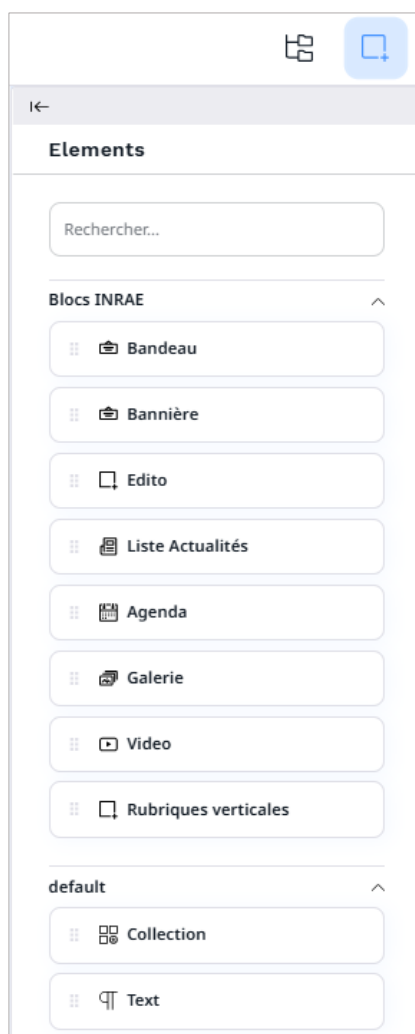 Elements
Rechercher...
Blocs INRAE
Bandeau
Bannière
Edito
Liste Actualités
Agenda
Galerie
Video
Rubriques verticales
default
Collection
Text